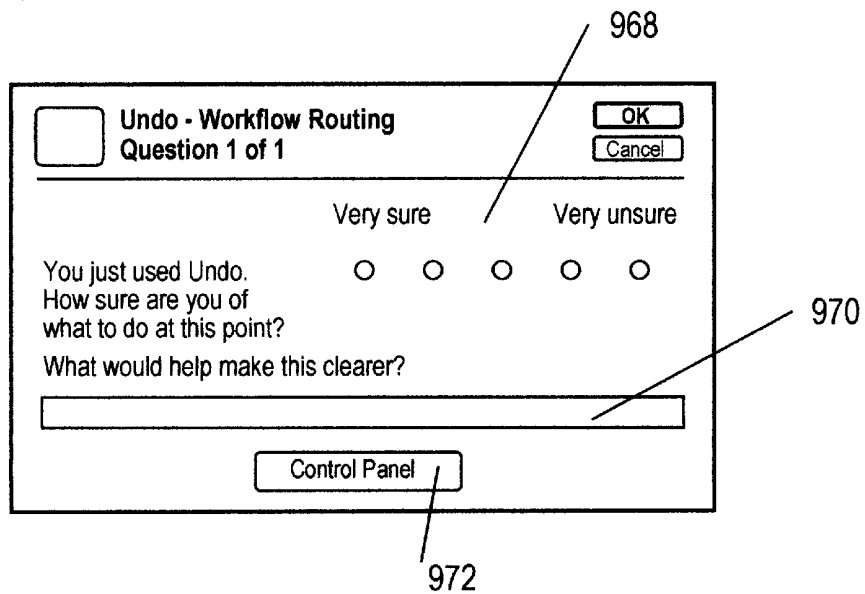 968
Undo - Workflow Routing
OK
Question 1 of 1
Cancel
Very sure
Very unsure
You just used Undo.
How sure are you of
what to do at this point?
970
What would help make this clearer?
Control Panel
972